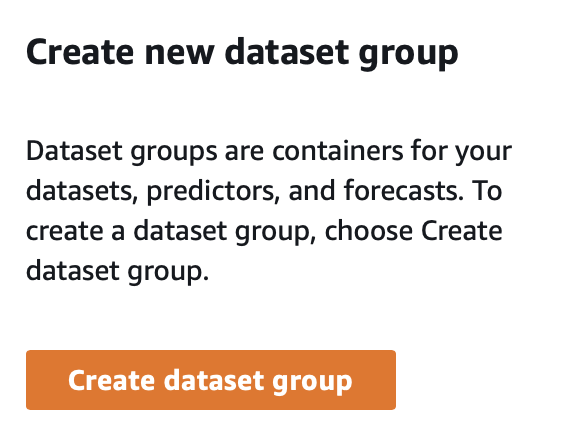 Create new dataset group
Dataset groups are containers for your
datasets, predictors, and forecasts. To
create a dataset group, choose Create
dataset group.
Create dataset group